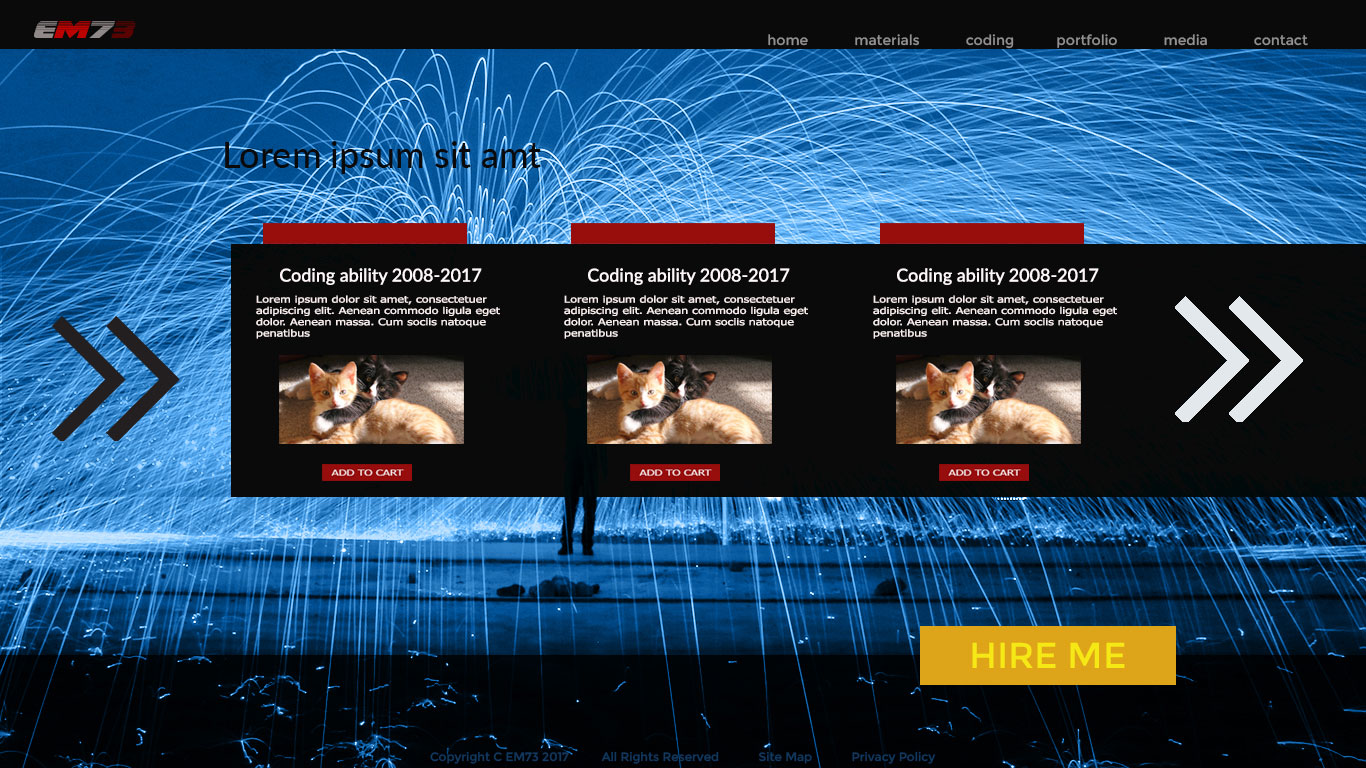 EM73
home materials coding portfolio media contact
Lorem ipsum sit amt
Coding ability 2008-2017
Lorem ipsum dolor sit amet, consectetuer
adipiscing elit. Aenean commodo ligula eget
dolor. Aenean massa. Cum sociis natoque
penatibus
ADD TO CART
Coding ability 2008-2017
Lorem ipsum dolor sit amet, consectetuer
adipiscing elit. Aenean commodo ligula eget
dolor. Aenean massa. Cum sociis natoque
penatibus
ADD TO CART
Coding ability 2008-2017
Lorem ipsum dolor sit amet, consectetuer
adipiscing elit. Aenean commodo ligula eget
dolor. Aenean massa. Cum sociis natoque
penatibus
ADD TO CART
HIRE ME
Copyright C EM73 2017 All Rights Reserved Site Map Privacy Policy